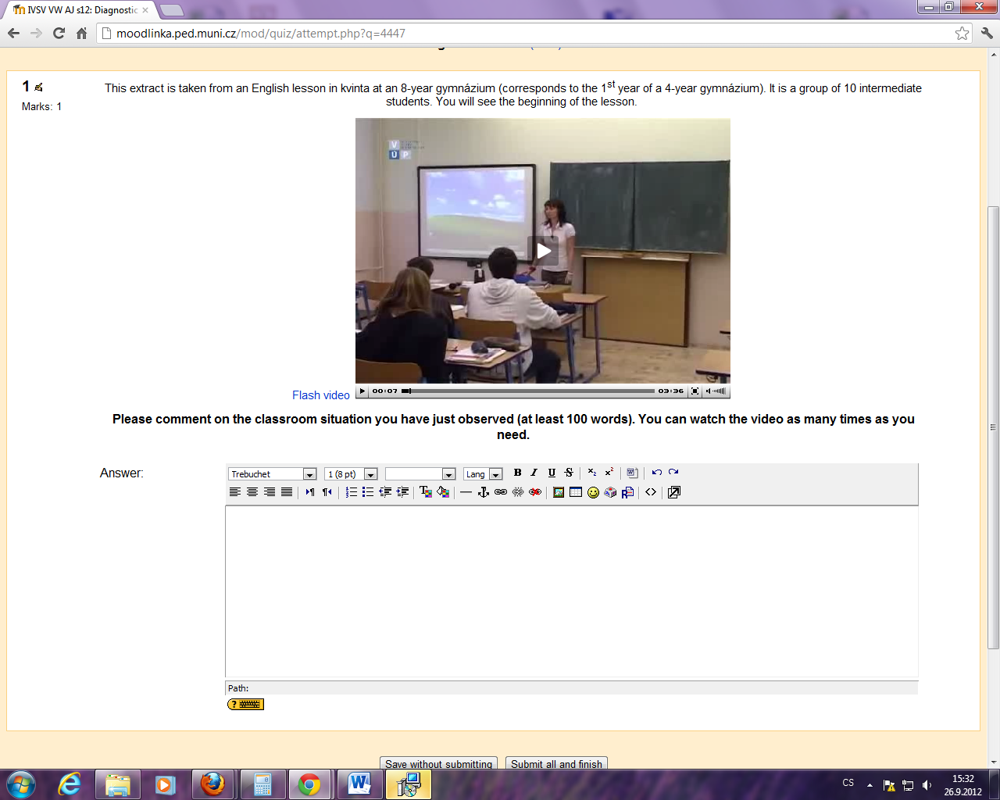 IVSV VW AJ s12: Diagnostic
moodlinka.ped.muni.cz/mod/quiz/attempt.php?q=4447
1
Marks: 1
This extract is taken from an English lesson in kvinta at an 8-year gymnázium (corresponds to the 1st year of a 4-year gymnázium). It is a group of 10 intermediate
students. You will see the beginning of the lesson.
V
Ú P
00:07
03:36
Flash video
Please comment on the classroom situation you have just observed (at least 100 words). You can watch the video as many times as you
need.
Answer:
Trebuchet 1 (8 pt) Lang B I U S x2 x2
Path:
?
Save without submitting Submit all and finish
CS
15:32
26.9.2012